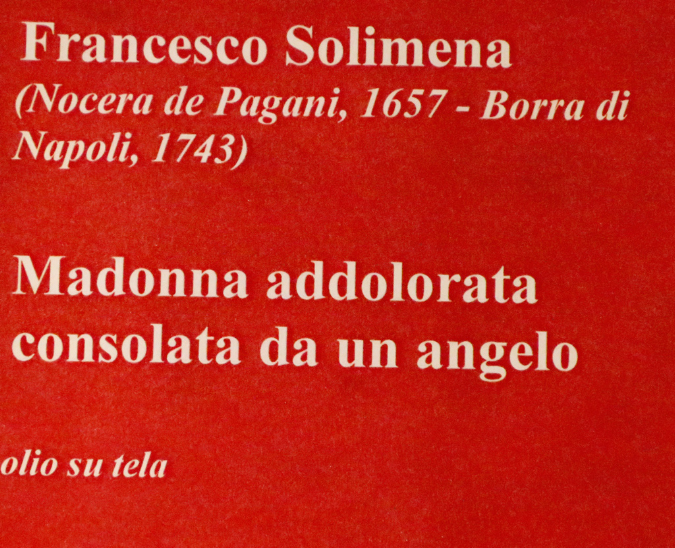 Francesco Solimena
(Nocera de Pagani, 1657 - Borra di
Napoli, 1743)
Madonna addolorata
consolata da un angelo
olio su tela